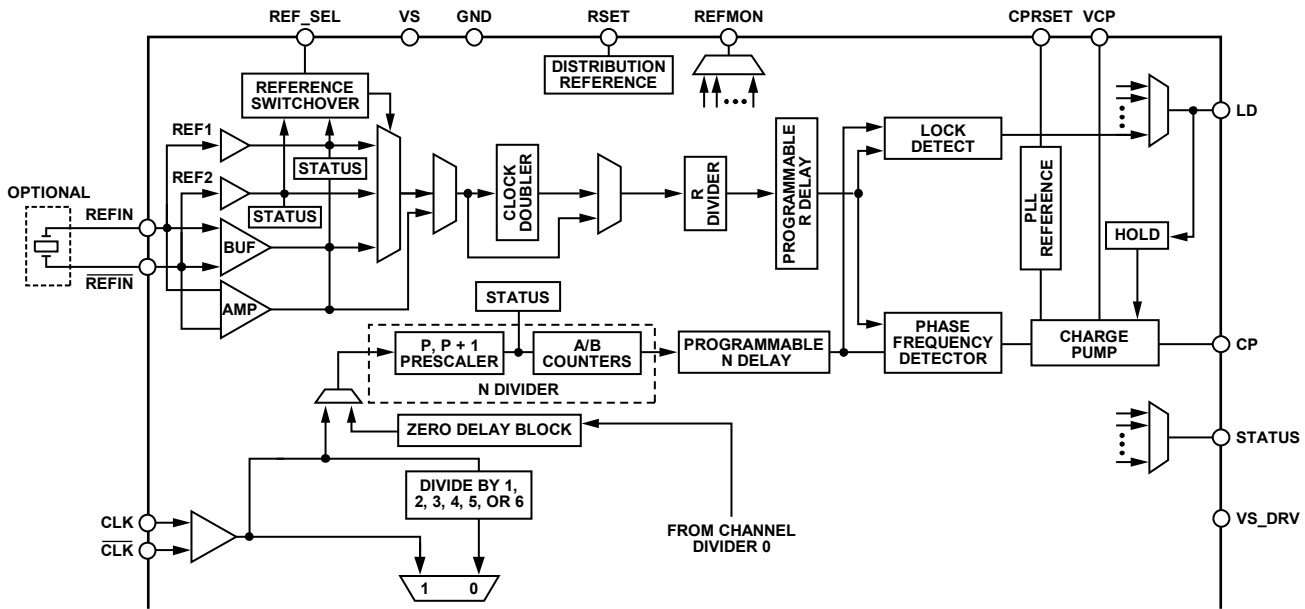 REF_SEL VS GND RSET REFMON CPRSET VCP
DISTRIBUTION
REFERENCE
REFERENCE
SWITCHOVER
LD
REF1
STATUS
LOCK
DETECT
REF2
STATUS
CLOCK
DOUBLER
R
DIVIDER
PROGRAMMABLE
R DELAY
PLL
REFERENCE
HOLD
OPTIONAL
REFIN
BUF
REFIN
AMP
STATUS
P, P + 1
PRESCALER
A/B
COUNTERS
N DIVIDER
PROGRAMMABLE
N DELAY
PHASE
FREQUENCY
DETECTOR
CHARGE
PUMP
CP
ZERO DELAY BLOCK
STATUS
DIVIDE BY 1,
2, 3, 4, 5, OR 6
CLK
CLK
FROM CHANNEL
DIVIDER 0
VS_DRV
1 0